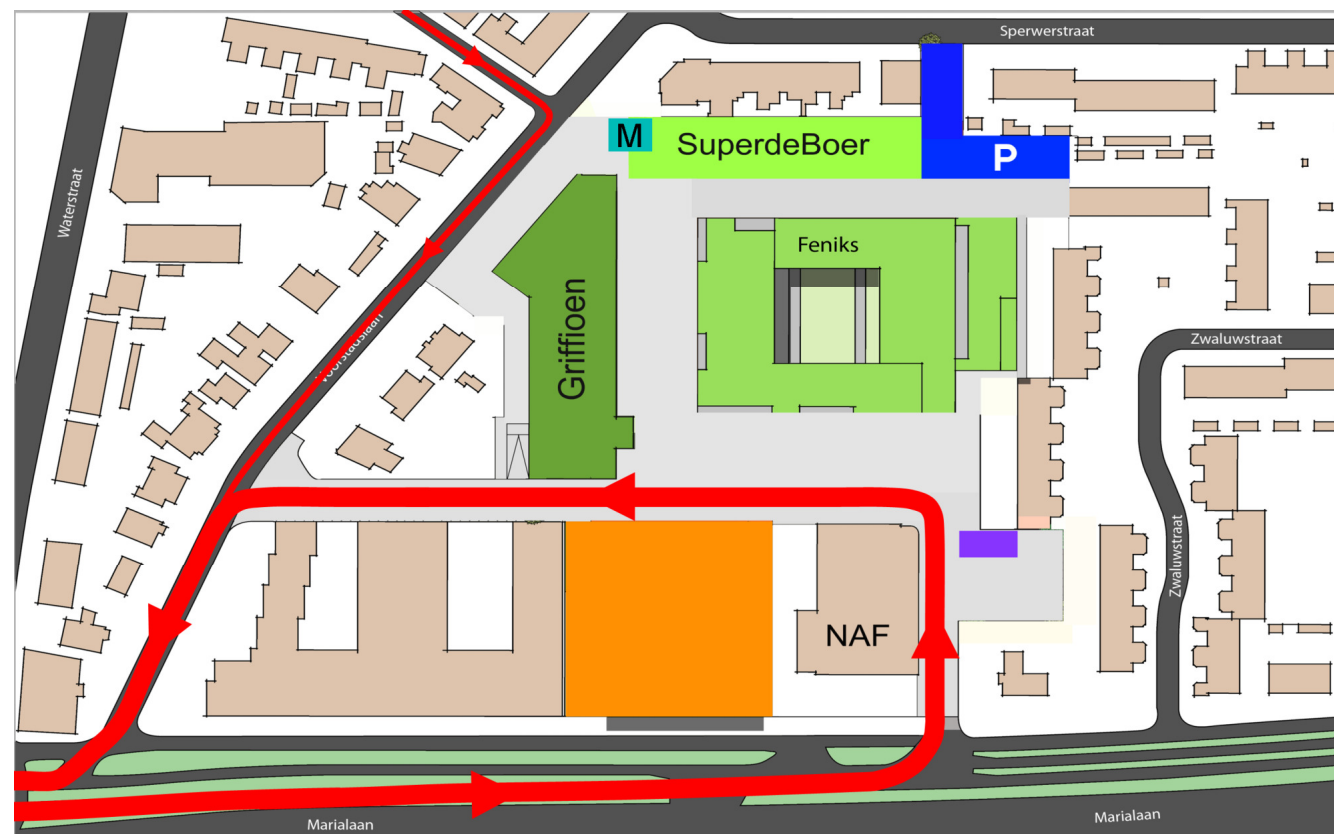 Sperwerstraat
M
SuperdeBoer
P
Waterstraat
Feniks
Griffioen
Zwaluwstraat
Zwaluwstraat
NAF
Marialaan
Marialaan